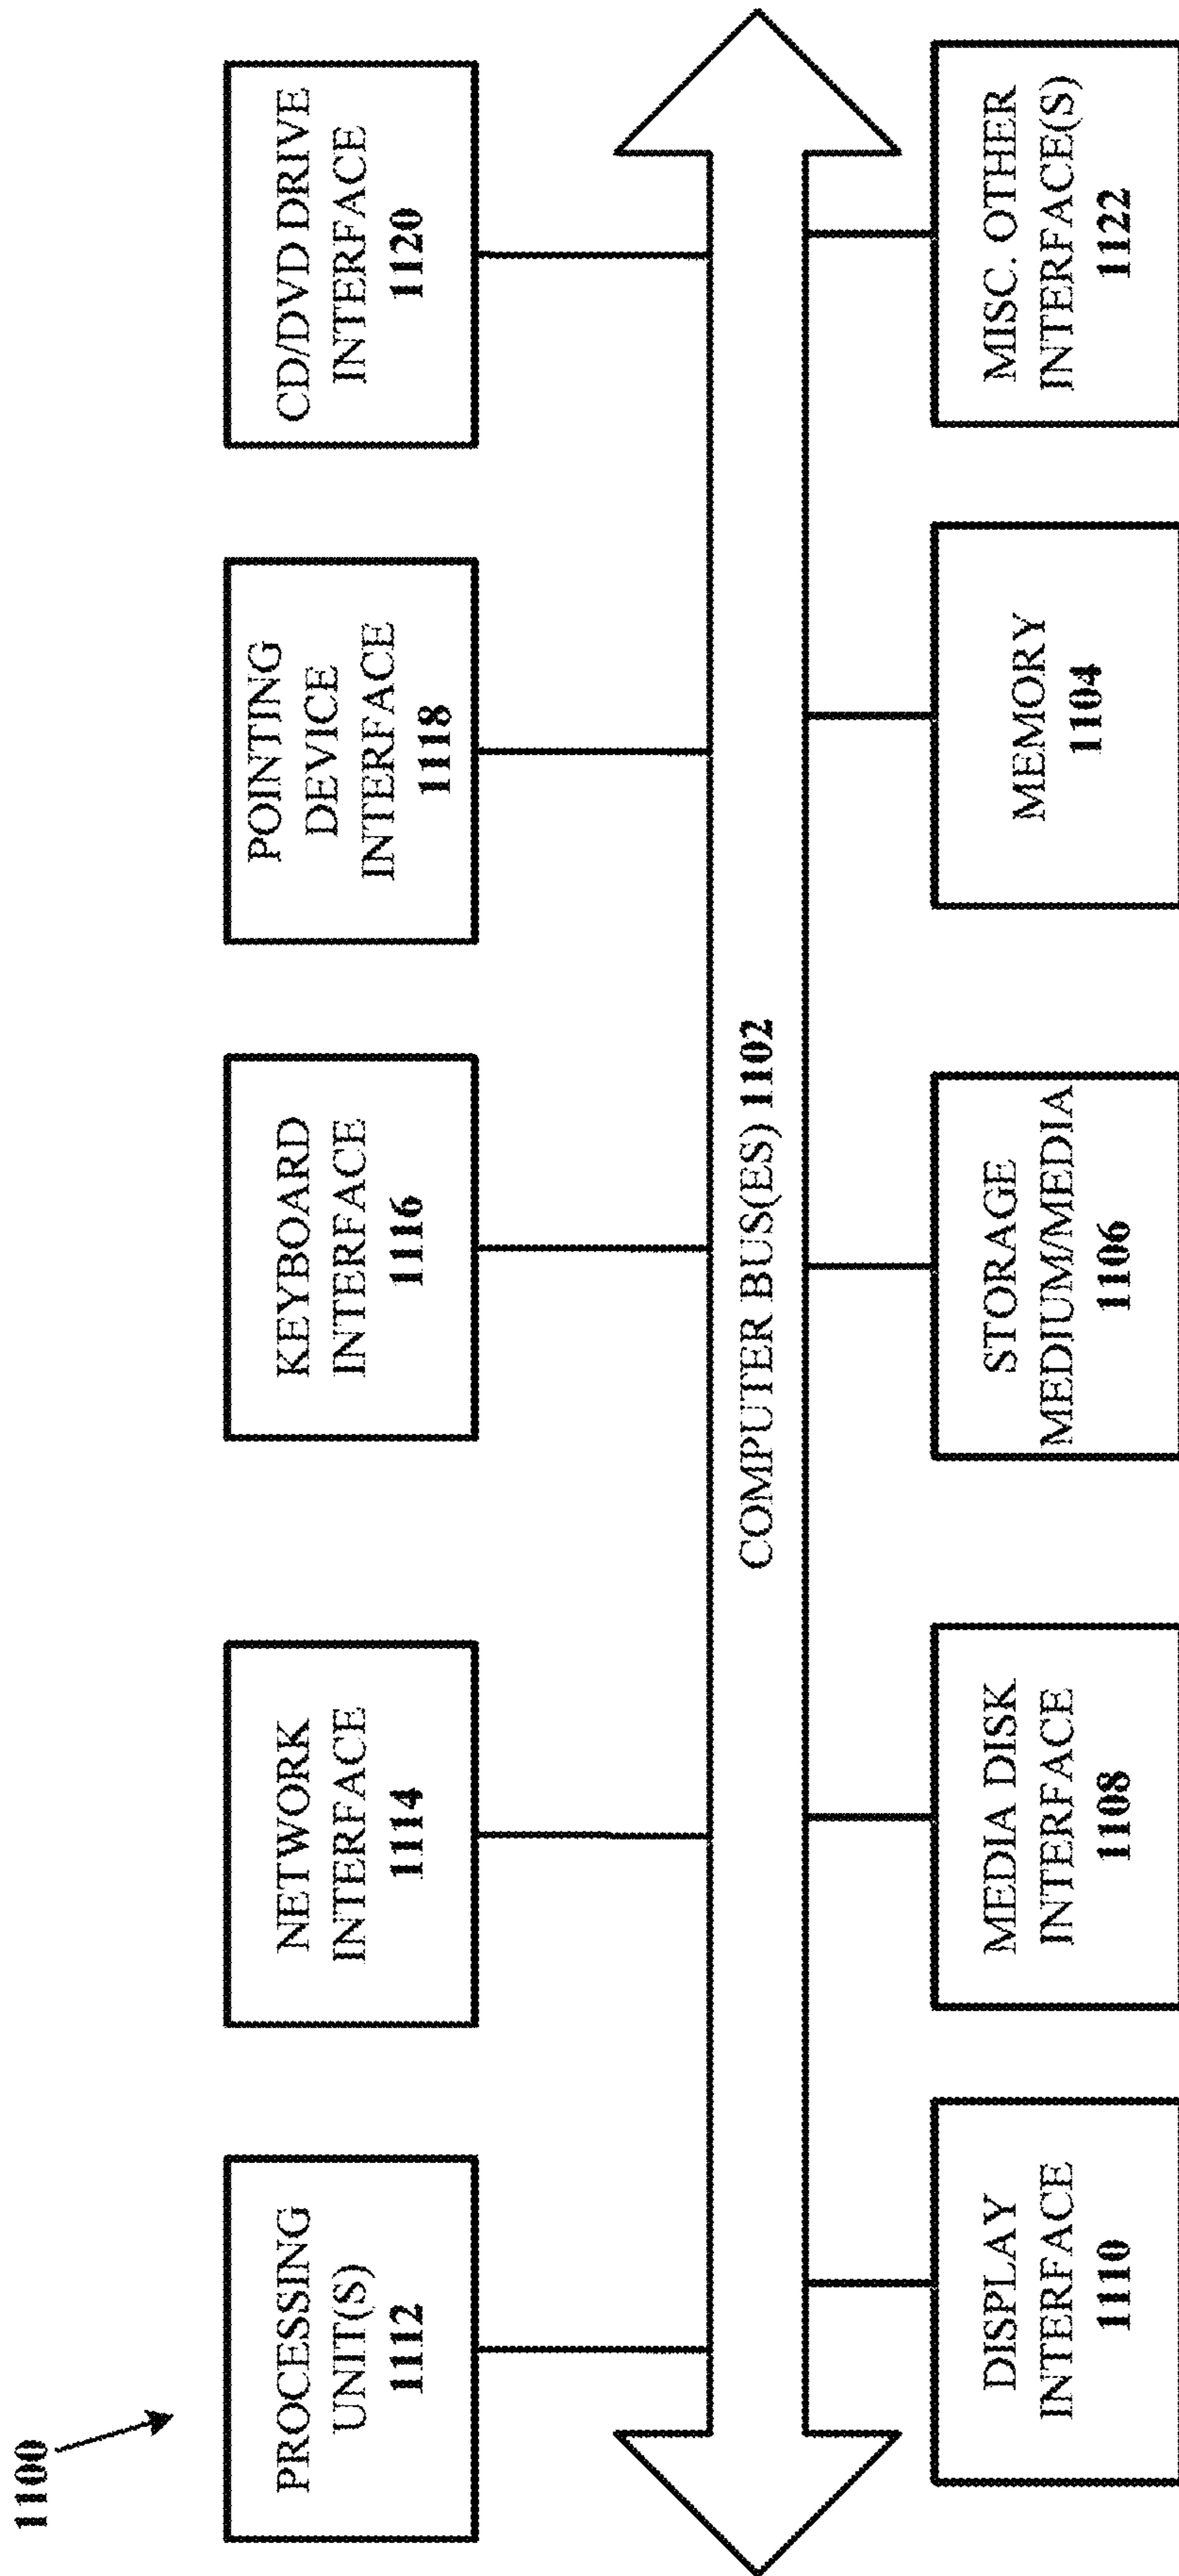 1100
PROCESSING
UNIT(S)
1112
NETWORK
INTERFACE
1114
KEYBOARD
INTERFACE
1116
POINTING
DEVICE
INTERFACE
1118
CD/DVD DRIVE
INTERFACE
1120
COMPUTER BUS(ES) 1102
DISPLAY
INTERFACE
1110
MEDIA DISK
INTERFACE
1108
STORAGE
MEDIUM/MEDIA
1106
MEMORY
1104
MISC. OTHER
INTERFACE(S)
1122